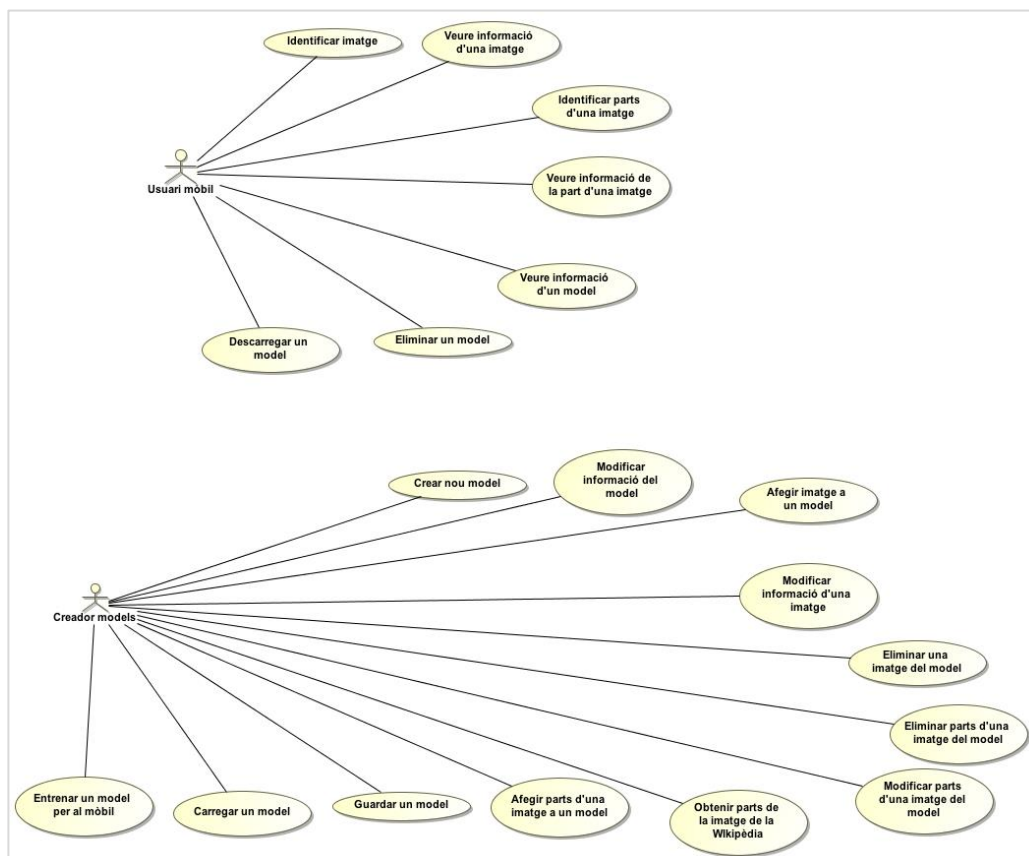 Identificar imatge
Veure informació
d'una imatge
Identificar parts
d'una imatge
Veure informació de
la part d'una imatge
Usuari mòbil
Veure informació
d'un model
Descarregar un
model
Eliminar un model
Crear nou model
Modificar
informació del
model
Afegir imatge a
un model
Modificar
informació d'una
imatge
Creador models
Eliminar una
imatge del model
Eliminar parts d'una
imatge del model
Modificar parts
d'una imatge del
model
Entrenar un model
per al mòbil
Carregar un model
Guardar un model
Afegir parts d'una
imatge a un model
Obtenir parts de
la imatge de la
WIkipèdia